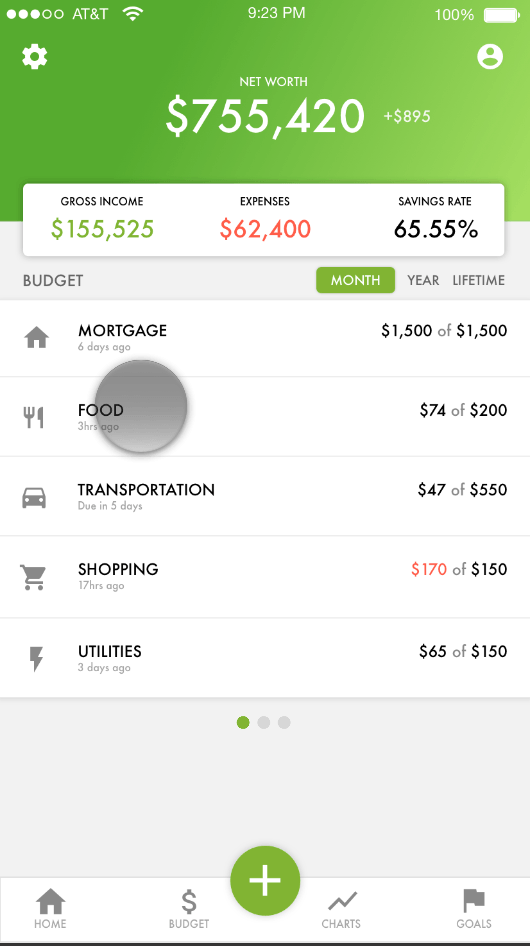 AT&T 9:23 PM 100%
NET WORTH
$755,420 +$895
GROSS INCOME EXPENSES SAVINGS RATE
$155,525 $62,400 65.55%
BUDGET MONTH YEAR LIFETIME
MORTGAGE $1,500 of $1,500
6 days ago
FOOD $74 of $200
3hrs ago
TRANSPORTATION $47 of $550
Due in 5 days
SHOPPING $170 of $150
17hrs ago
UTILITIES $65 of $150
3 days ago
HOME BUDGET CHARTS GOALS